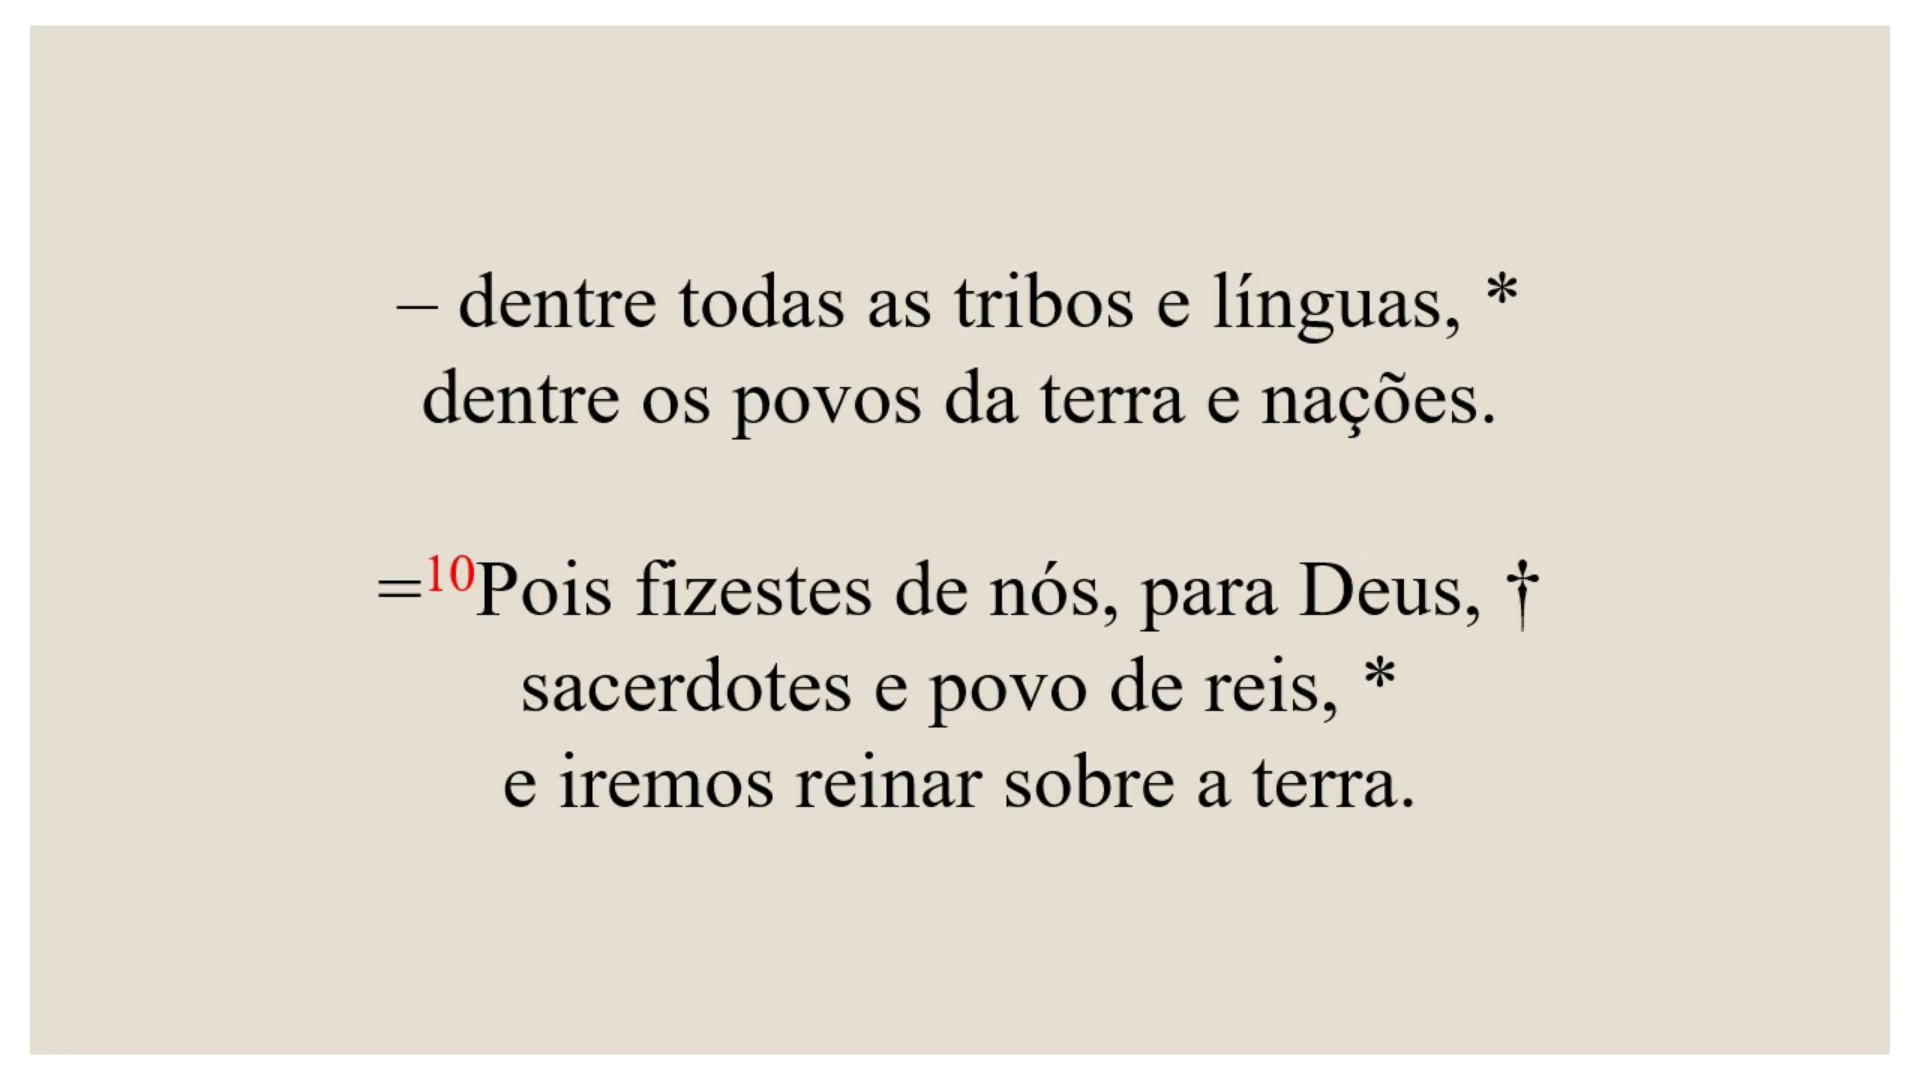 – dentre todas as tribos e línguas, *
dentre os povos da terra e nações.
=10Pois fizestes de nós, para Deus, †
sacerdotes e povo de reis, *
e iremos reinar sobre a terra.